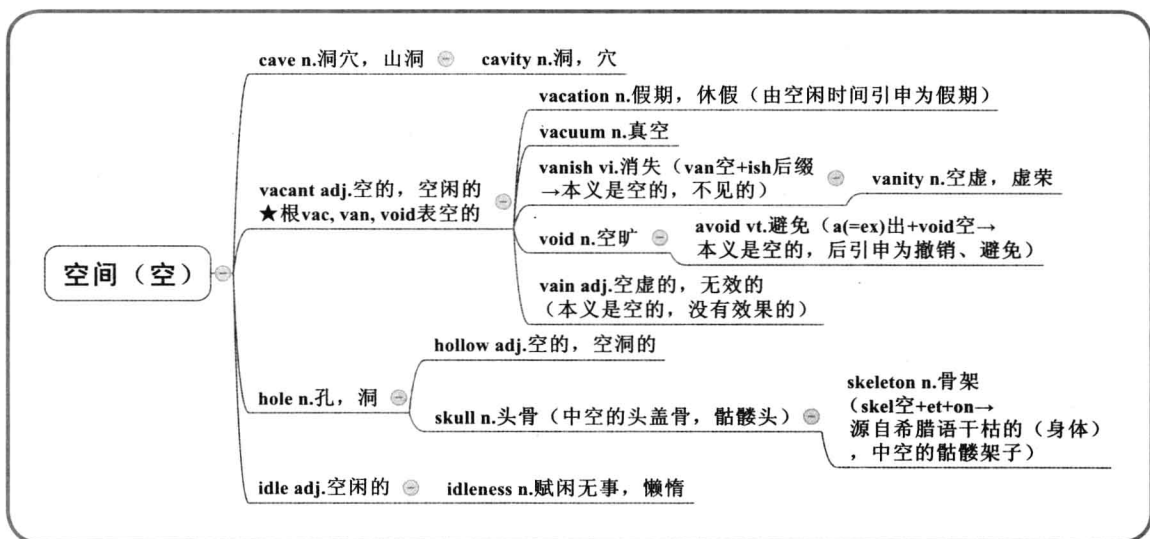 空间（空）
cave n.洞穴，山洞
cavity n.洞，穴
vacant adj.空的，空闲的
★根vac, van, void表空的
vacation n.假期，休假（由空闲时间引申为假期）
vacuum n.真空
vanish vi.消失（van空+ish后缀
→本义是空的，不见的）
vanity n.空虚，虚荣
void n.空旷
avoid vt.避免（a(=ex)出+void空→
本义是空的，后引申为撤销、避免）
vain adj.空虚的，无效的
（本义是空的，没有效果的）
hole n.孔，洞
hollow adj.空的，空洞的
skull n.头骨（中空的头盖骨，骷髅头）
skeleton n.骨架
（skel空+et+on→
源自希腊语干枯的（身体）
，中空的骷髅架子）
idle adj.空闲的
idleness n.赋闲无事，懒惰